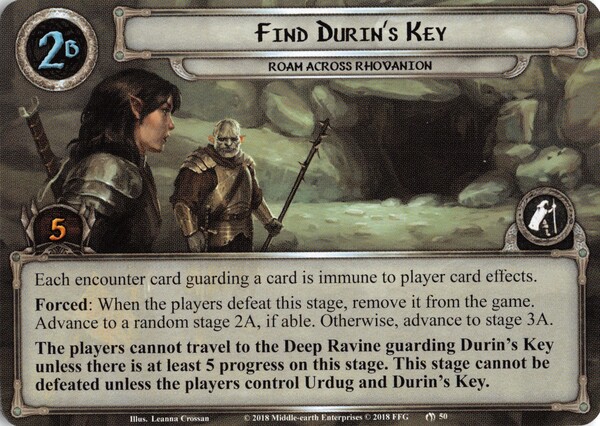 2B
FIND DURIN'S KEY
ROAM ACROSS RHOVANION
5
Each encounter card guarding a card is immune to player card effects.
Forced: When the players defeat this stage, remove it from the game.
Advance to a random stage 2A, if able. Otherwise, advance to stage 3A.
The players cannot travel to the Deep Ravine guarding Durin's Key
unless there is at least 5 progress on this stage. This stage cannot be
defeated unless the players control Urdug and Durin's Key.
Illus. Leanna Crossan © 2018 Middle-earth Enterprises © 2018 FFG 50